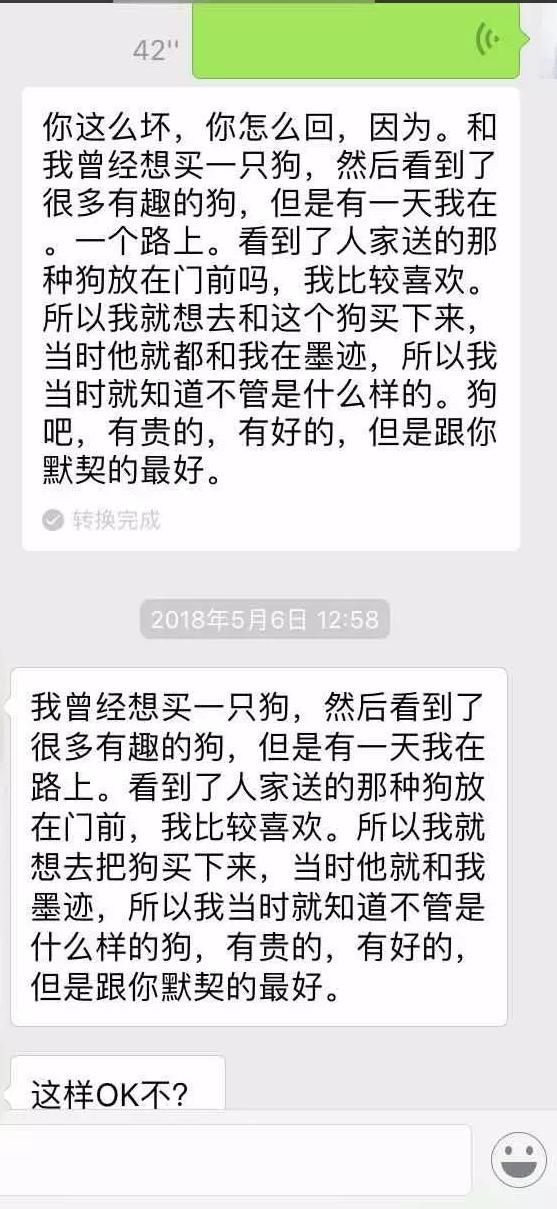 42''
你这么坏，你怎么回，因为。和
我曾经想买一只狗，然后看到了
很多有趣的狗，但是有一天我在
。一个路上。看到了人家送的那
种狗放在门前吗，我比较喜欢。
所以我就想去和这个狗买下来，
当时他就都和我在墨迹，所以我
当时就知道不管是什么样的。狗
吧，有贵的，有好的，但是跟你
默契的最好。
转换完成
2018年5月6日 12:58
我曾经想买一只狗，然后看到了
很多有趣的狗，但是有一天我在
路上。看到了人家送的那种狗放
在门前，我比较喜欢。所以我就
想去把狗买下来，当时他就和我
墨迹，所以我当时就知道不管是
什么样的狗，有贵的，有好的，
但是跟你默契的最好。
这样OK不？